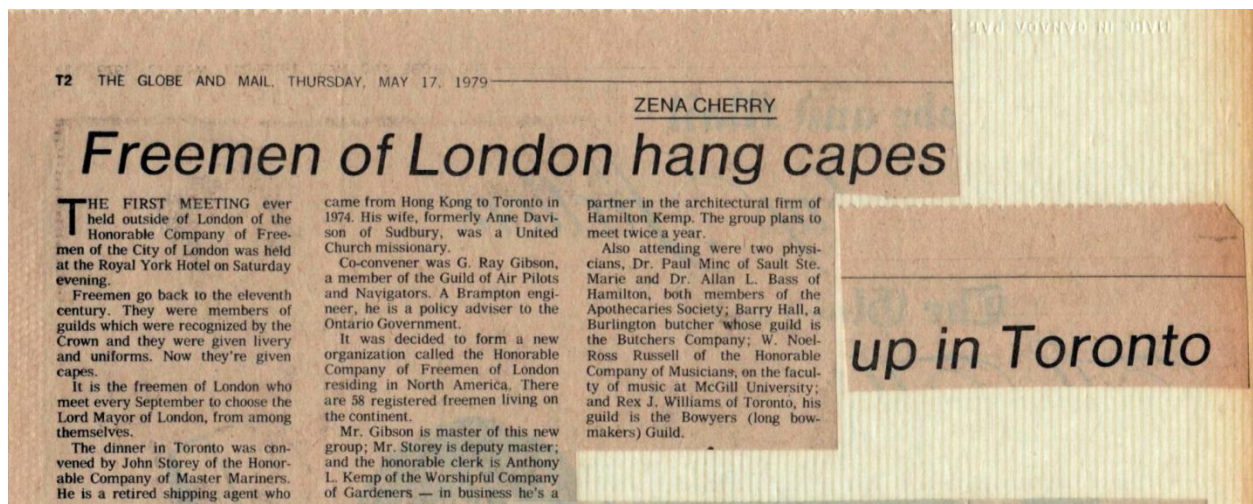 T2 THE GLOBE AND MAIL, THURSDAY, MAY 17, 1979
ZENA CHERRY
Freemen of London hang capes
up in Toronto
THE FIRST MEETING ever
held outside of London of the
Honorable Company of Free-
men of the City of London was held
at the Royal York Hotel on Saturday
evening.
Freemen go back to the eleventh
century. They were members of
guilds which were recognized by the
Crown and they were given livery
and uniforms. Now they're given
capes.
It is the freemen of London who
meet every September to choose the
Lord Mayor of London, from among
themselves.
The dinner in Toronto was con-
vened by John Storey of the Honor-
able Company of Master Mariners.
He is a retired shipping agent who
came from Hong Kong to Toronto in
1974. His wife, formerly Anne Davi-
son of Sudbury, was a United
Church missionary.
Co-convener was G. Ray Gibson,
a member of the Guild of Air Pilots
and Navigators. A Brampton engi-
neer, he is a policy adviser to the
Ontario Government.
It was decided to form a new
organization called the Honorable
Company of Freemen of London
residing in North America. There
are 58 registered freemen living on
the continent.
Mr. Gibson is master of this new
group; Mr. Storey is deputy master;
and the honorable clerk is Anthony
L. Kemp of the Worshipful Company
of Gardeners — in business he's a
partner in the architectural firm of
Hamilton Kemp. The group plans to
meet twice a year.
Also attending were two physi-
cians, Dr. Paul Minc of Sault Ste.
Marie and Dr. Allan L. Bass of
Hamilton, both members of the
Apothecaries Society; Barry Hall, a
Burlington butcher whose guild is
the Butchers Company; W. Noel-
Ross Russell of the Honorable
Company of Musicians, on the facul-
ty of music at McGill University;
and Rex J. Williams of Toronto, his
guild is the Bowyers (long bow-
makers) Guild.